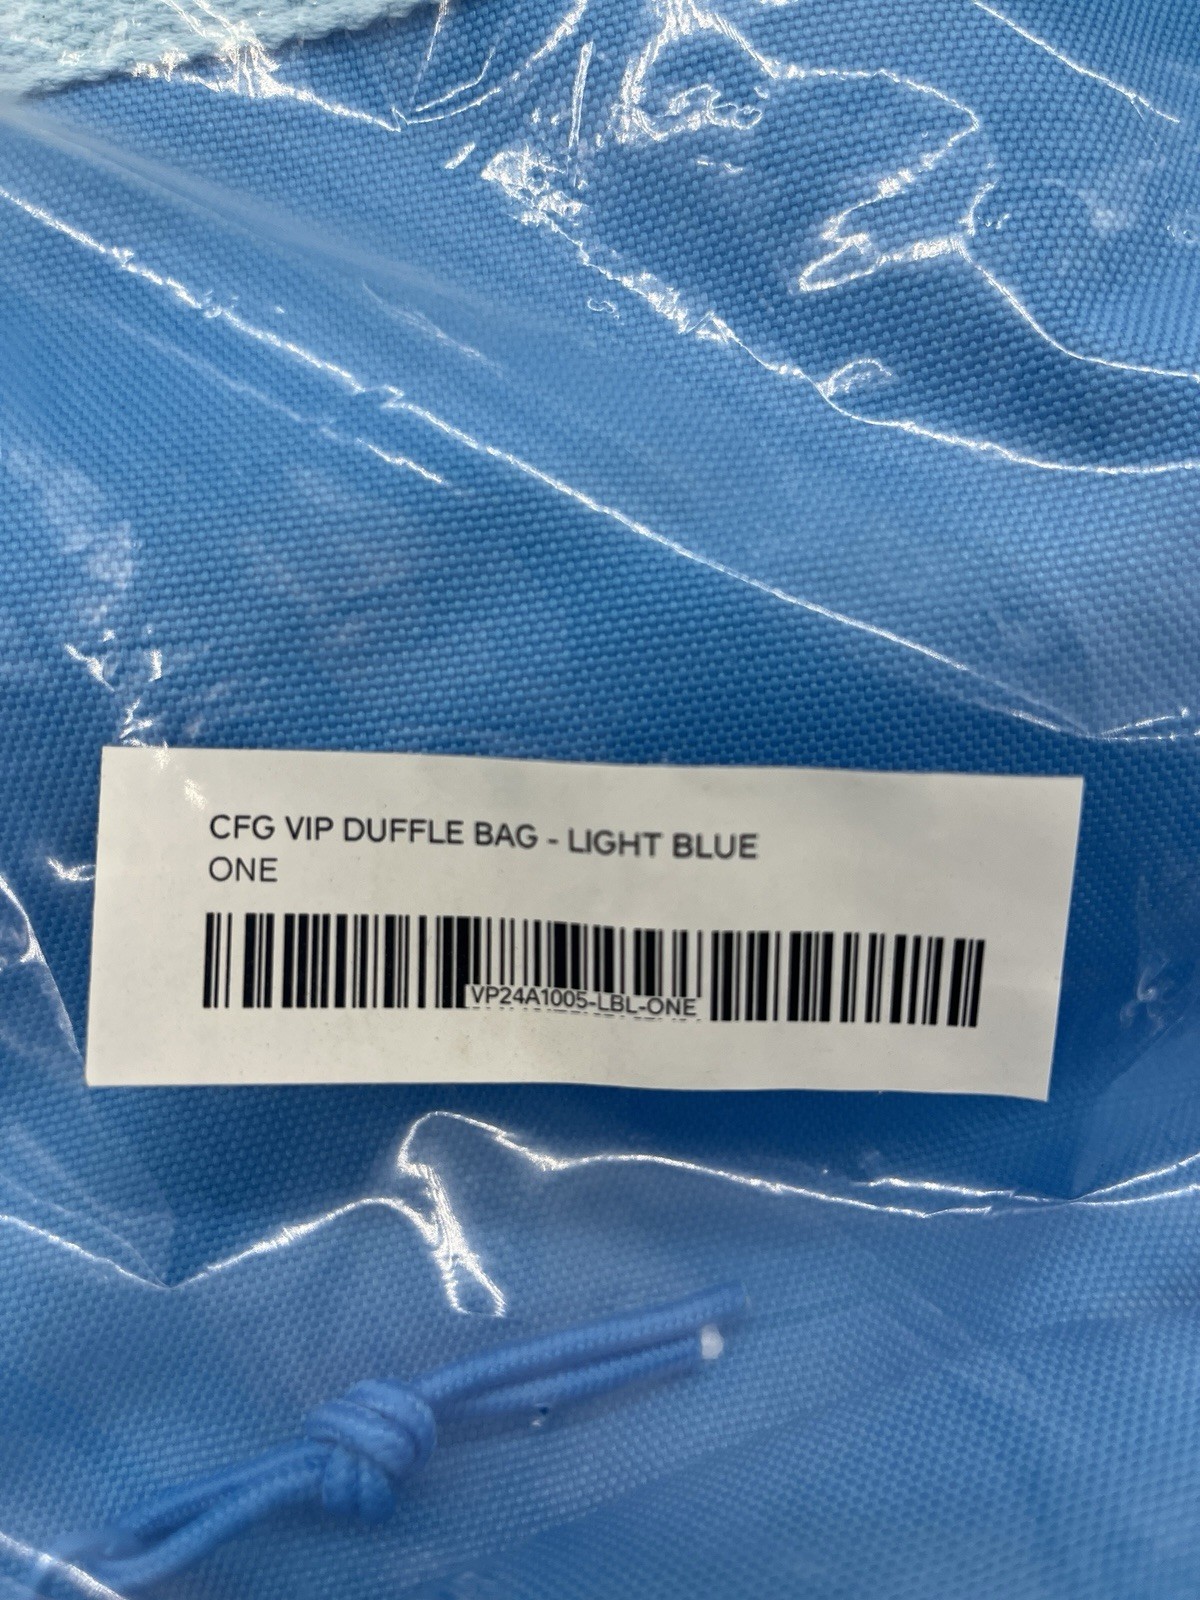 CFG VIP DUFFLE BAG - LIGHT BLUE
ONE
VP24A1005-LBL-ONE